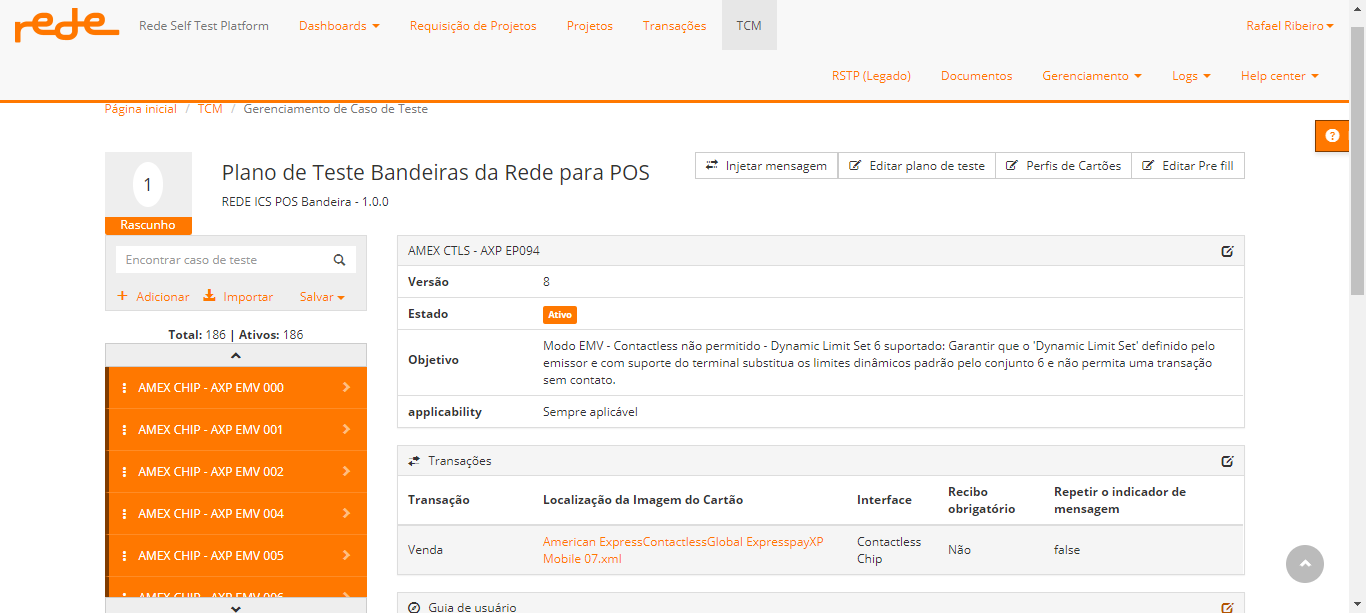 rede Rede Self Test Platform Dashboards Requisição de Projetos Projetos Transações TCM Rafael Ribeiro
RSTP (Legado) Documentos Gerenciamento Logs Help center
Página inicial / TCM / Gerenciamento de Caso de Teste
1
Rascunho
Plano de Teste Bandeiras da Rede para POS
REDE ICS POS Bandeira - 1.0.0
Injetar mensagem Editar plano de teste Perfis de Cartões Editar Pre fill
Encontrar caso de teste
+ Adicionar Importar Salvar
Total: 186 | Ativos: 186
AMEX CHIP - AXP EMV 000
AMEX CHIP - AXP EMV 001
AMEX CHIP - AXP EMV 002
AMEX CHIP - AXP EMV 004
AMEX CHIP - AXP EMV 005
AMEX CHIP - AXP EMV 006
AMEX CTLS - AXP EP094
Versão 8
Estado Ativo
Objetivo
Modo EMV - Contactless não permitido - Dynamic Limit Set 6 suportado: Garantir que o 'Dynamic Limit Set' definido pelo
emissor e com suporte do terminal substitua os limites dinâmicos padrão pelo conjunto 6 e não permita uma transação
sem contato.
applicability Sempre aplicável
Transações
Transação
Localização da Imagem do Cartão
Interface
Recibo
obrigatório
Repetir o indicador de
mensagem
Venda
American ExpressContactlessGlobal ExpresspayXP
Mobile 07.xml
Contactless
Chip
Não
false
Guia de usuário